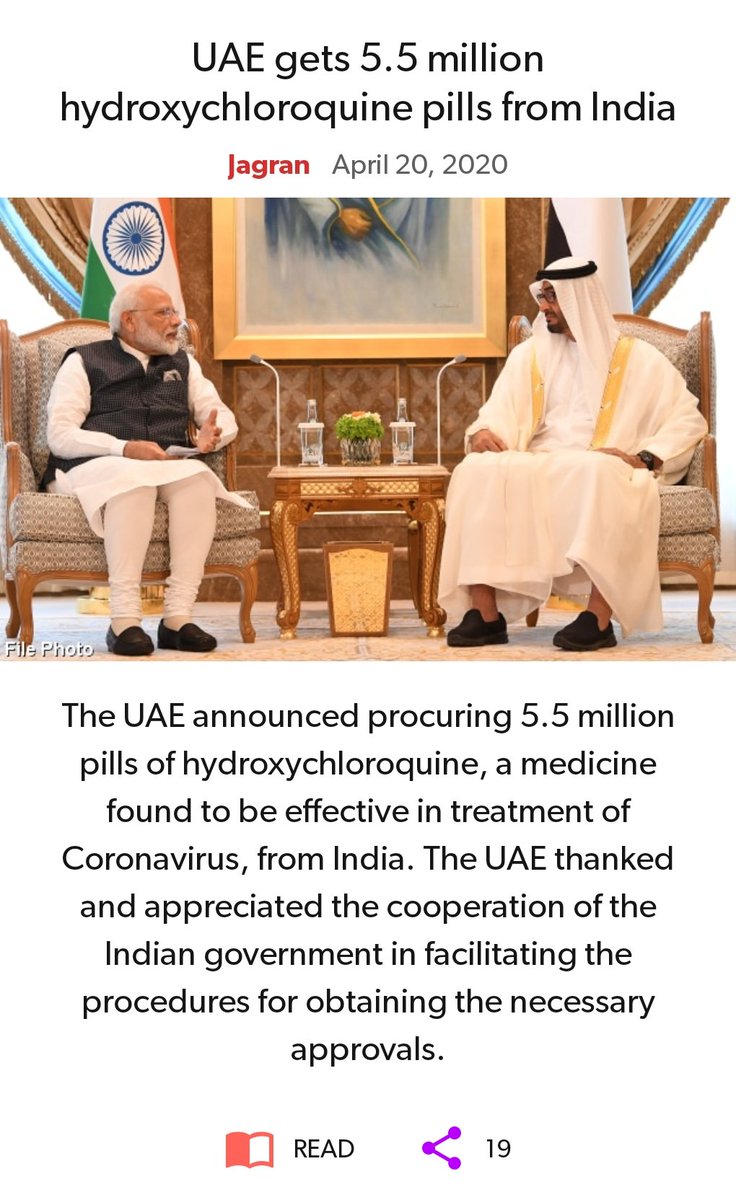 UAE gets 5.5 million
hydroxychloroquine pills from India
Jagran April 20, 2020
File Photo
The UAE announced procuring 5.5 million
pills of hydroxychloroquine, a medicine
found to be effective in treatment of
Coronavirus, from India. The UAE thanked
and appreciated the cooperation of the
Indian government in facilitating the
procedures for obtaining the necessary
approvals.
READ 19